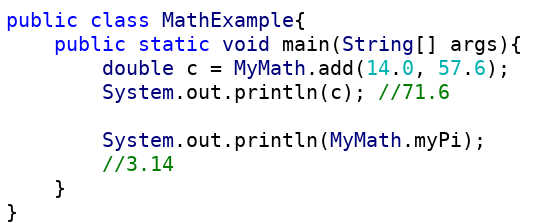 public class MathExample{
    public static void main(String[] args){
        double c = MyMath.add(14.0, 57.6);
        System.out.println(c); //71.6

        System.out.println(MyMath.myPi);
        //3.14
    }
}